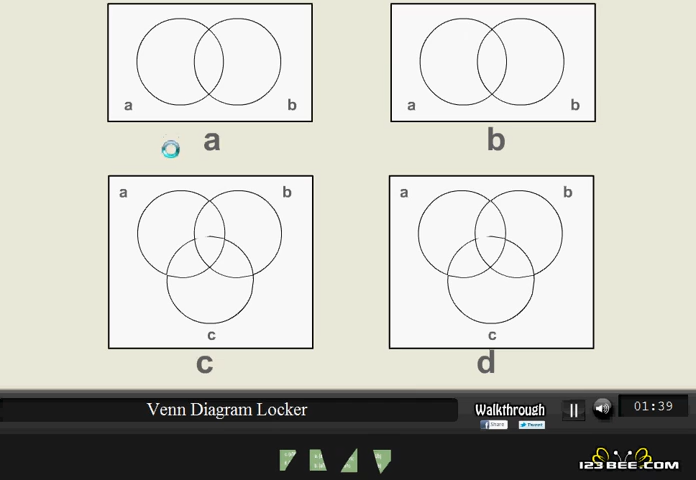 a b
a b
a b
a b
a b
c c
c d
Venn Diagram Locker
Walkthrough
Share Tweet
01:39
123BEE.COM